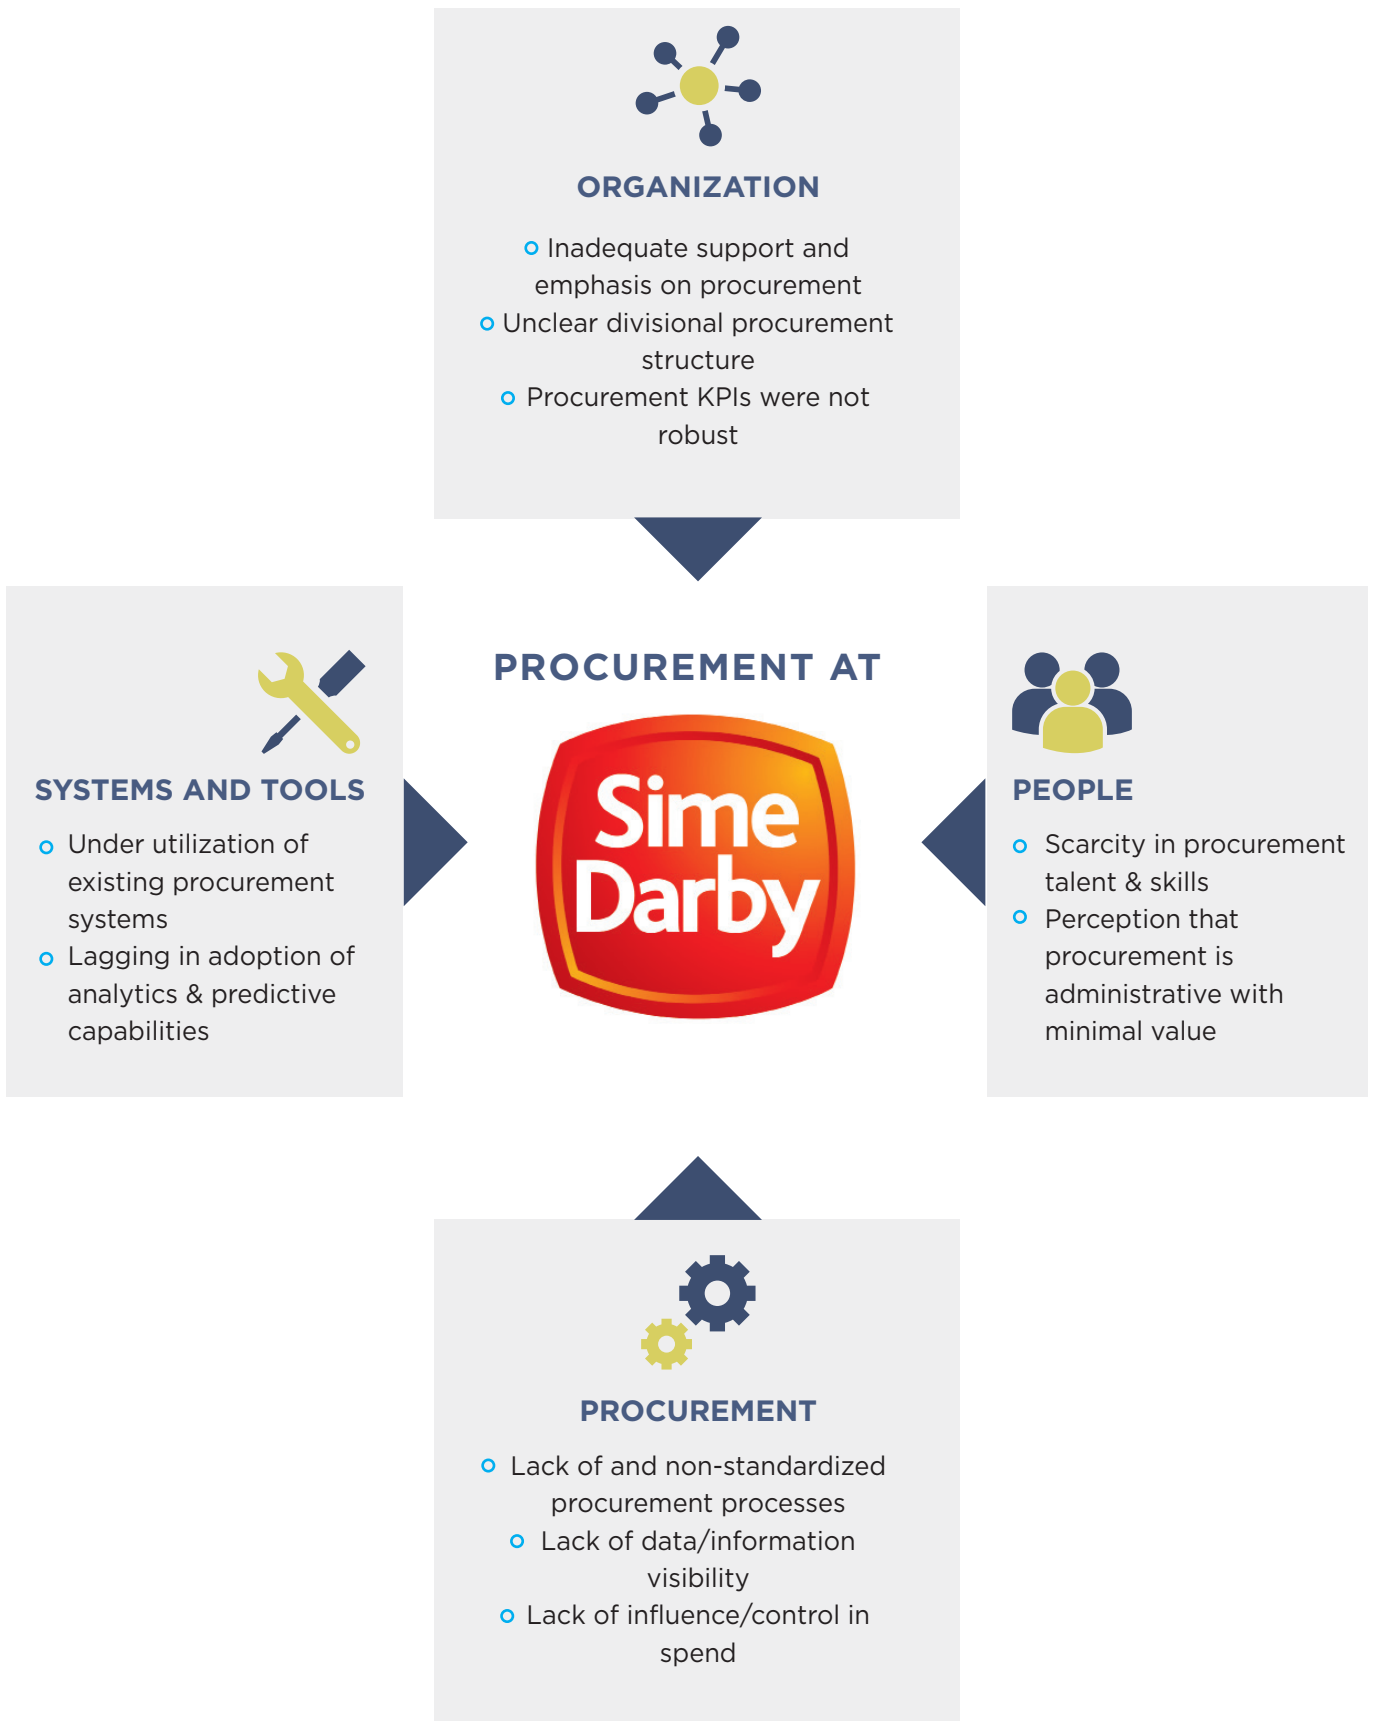 ORGANIZATION
Inadequate support and
emphasis on procurement
Unclear divisional procurement
structure
Procurement KPIs were not
robust
SYSTEMS AND TOOLS
Under utilization of
existing procurement
systems
Lagging in adoption of
analytics & predictive
capabilities
PROCUREMENT AT
Sime
Darby
PEOPLE
Scarcity in procurement
talent & skills
Perception that
procurement is
administrative with
minimal value
PROCUREMENT
Lack of and non-standardized
procurement processes
Lack of data/information
visibility
Lack of influence/control in
spend